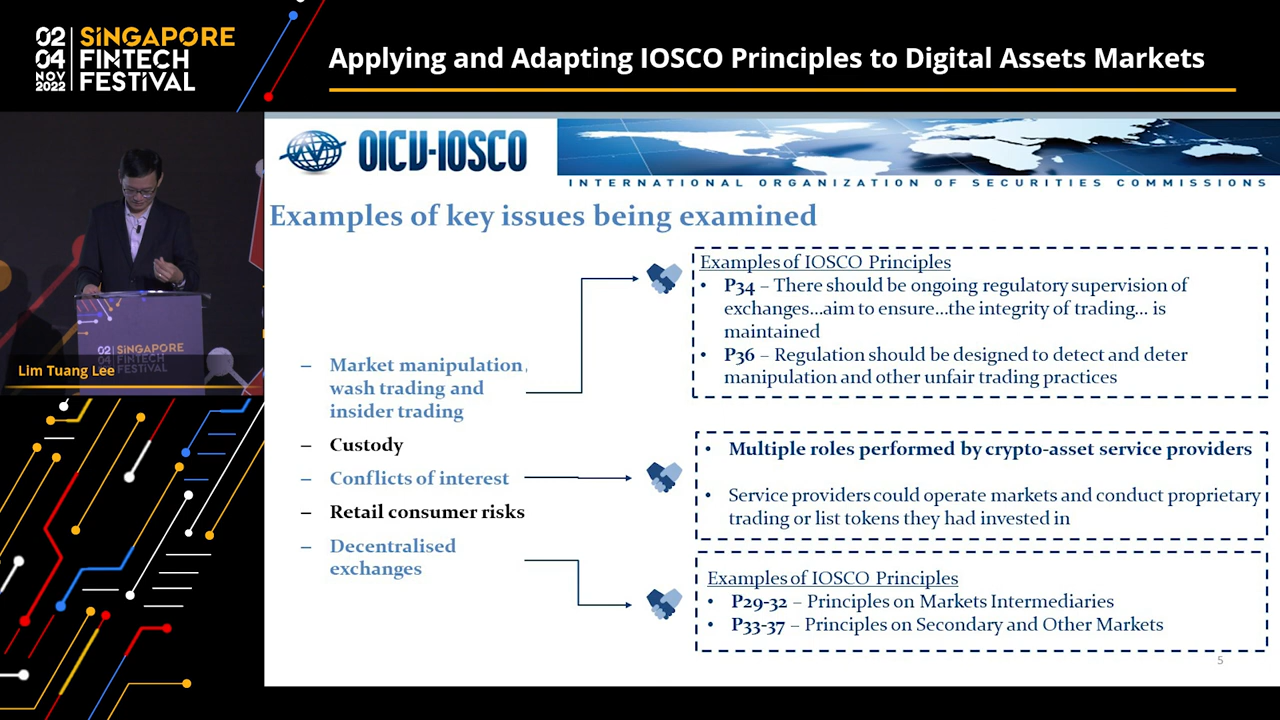 02
04
NOV
2022
SiNGAPORE
FiNTECH
FESTiVAL
Applying and Adapting IOSCO Principles to Digital Assets Markets
OICV-IOSCO
INTERNATIONAL ORGANIZATION OF SECURITIES COMMISSIONS
Examples of key issues being examined
– Market manipulation,
wash trading and
insider trading
– Custody
– Conflicts of interest
– Retail consumer risks
– Decentralised
exchanges
Examples of IOSCO Principles
• P34 – There should be ongoing regulatory supervision of
exchanges...aim to ensure...the integrity of trading... is
maintained
• P36 – Regulation should be designed to detect and deter
manipulation and other unfair trading practices
• Multiple roles performed by crypto-asset service providers
• Service providers could operate markets and conduct proprietary
trading or list tokens they had invested in
Examples of IOSCO Principles
• P29-32 – Principles on Markets Intermediaries
• P33-37 – Principles on Secondary and Other Markets
5
02
04
SiNGAPORE
FiNTECH
FESTiVAL
Lim Tuang Lee